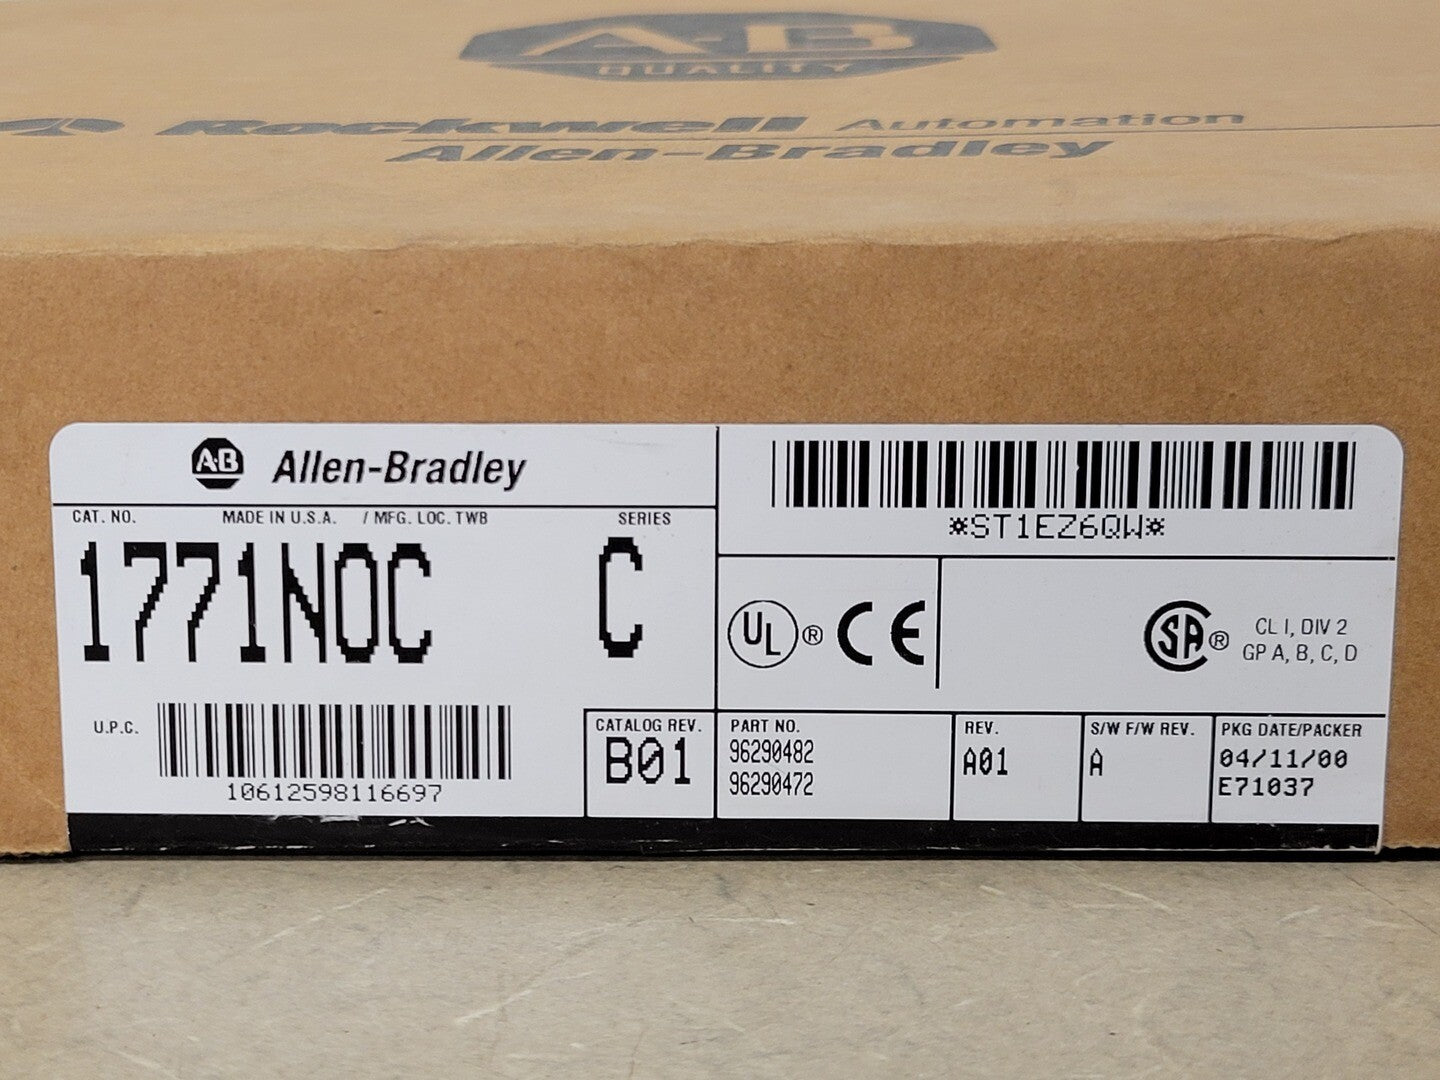 A-B
QUALITY
Rockwell Automation
Allen-Bradley
AB Allen-Bradley
CAT. NO. MADE IN U.S.A. / MFG. LOC. TWB SERIES
1771NOC C
U.P.C.
10612598116697
CATALOG REV.
B01
*ST1EZ6QW*
UL® CE
SA® CL I, DIV 2
GP A, B, C, D
PART NO.
96290482
96290472
REV.
A01
S/W F/W REV.
A
PKG DATE/PACKER
04/11/00
E71037